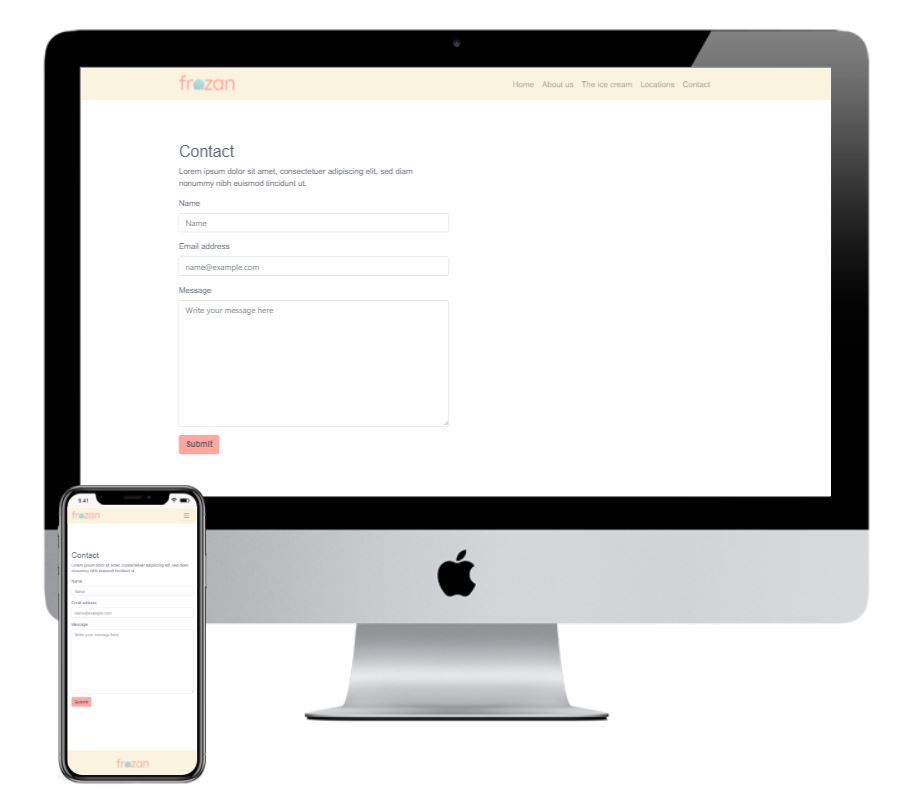 frozan
Home About us The ice cream Locations Contact
Contact
Lorem ipsum dolor sit amet, consectetuer adipiscing elit, sed diam
nonummy nibh euismod tincidunt ut.
Name
Name
Email address
name@example.com
Message
Write your message here
Submit
9:41
frozan
Contact
Lorem ipsum dolor sit amet, consectetuer adipiscing elit, sed diam
nonummy nibh euismod tincidunt ut.
Name
Name
Email address
name@example.com
Message
Write your message here
Submit
frozan